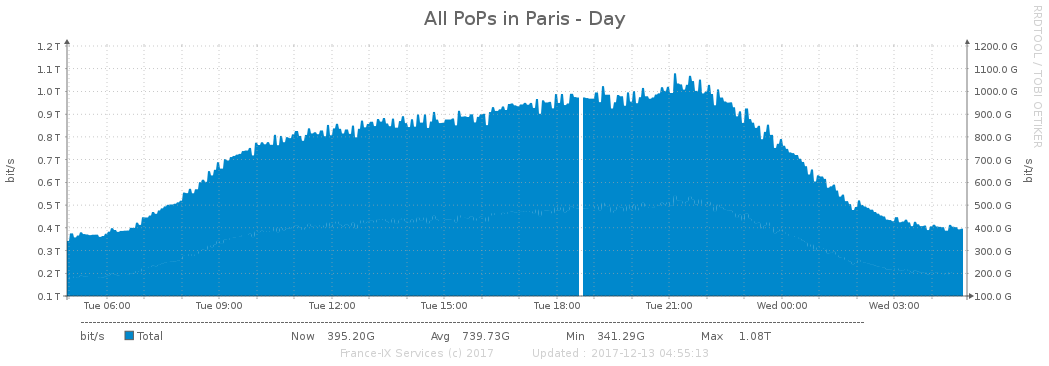 All PoPs in Paris - Day
RRDTOOL / TOBI OETIKER
bit/s
1.2 T
1.1 T
1.0 T
0.9 T
0.8 T
0.7 T
0.6 T
0.5 T
0.4 T
0.3 T
0.2 T
0.1 T
1200.0 G
1100.0 G
1000.0 G
900.0 G
800.0 G
700.0 G
600.0 G
500.0 G
400.0 G
300.0 G
200.0 G
100.0 G
bit/s
Tue 06:00 Tue 09:00 Tue 12:00 Tue 15:00 Tue 18:00 Tue 21:00 Wed 00:00 Wed 03:00
bit/s Total Now 395.20G Avg 739.73G Min 341.29G Max 1.08T
France-IX Services (c) 2017 Updated : 2017-12-13 04:55:13